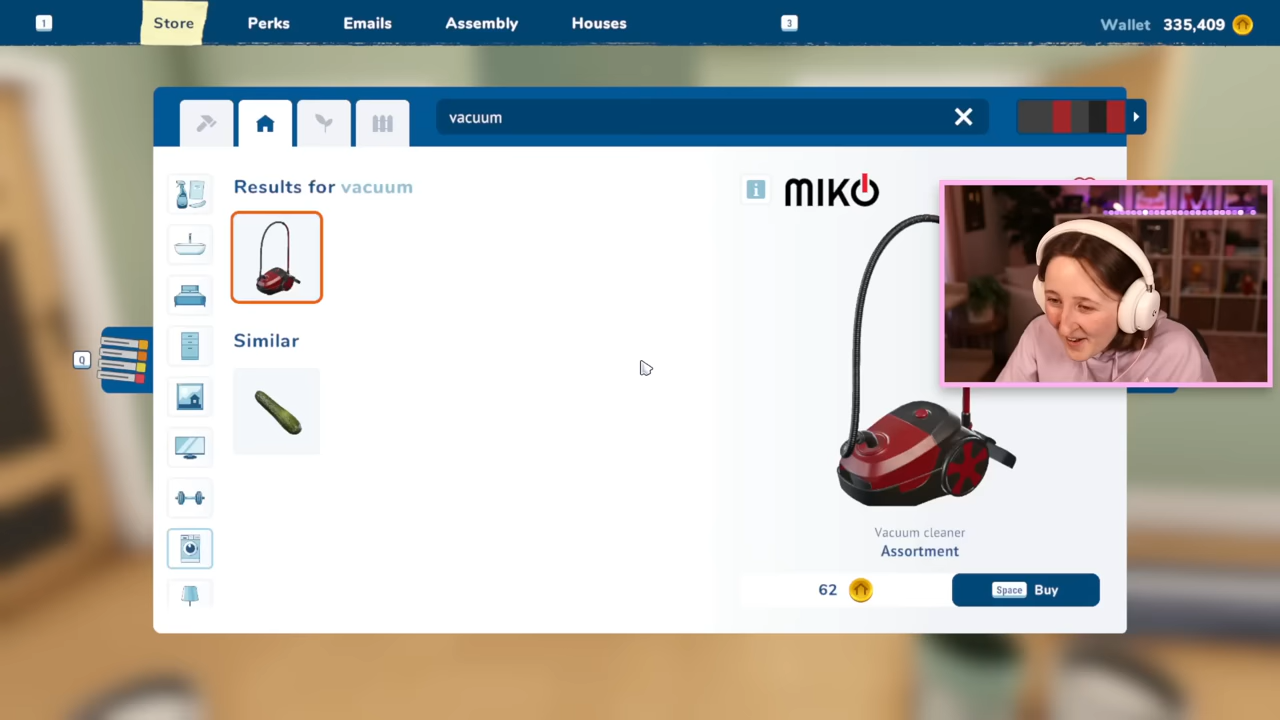 1
Store
Perks
Emails
Assembly
Houses
3
Wallet 335,409
vacuum
Results for vacuum
MIKO
Similar
Q
Vacuum cleaner
Assortment
62
Space Buy